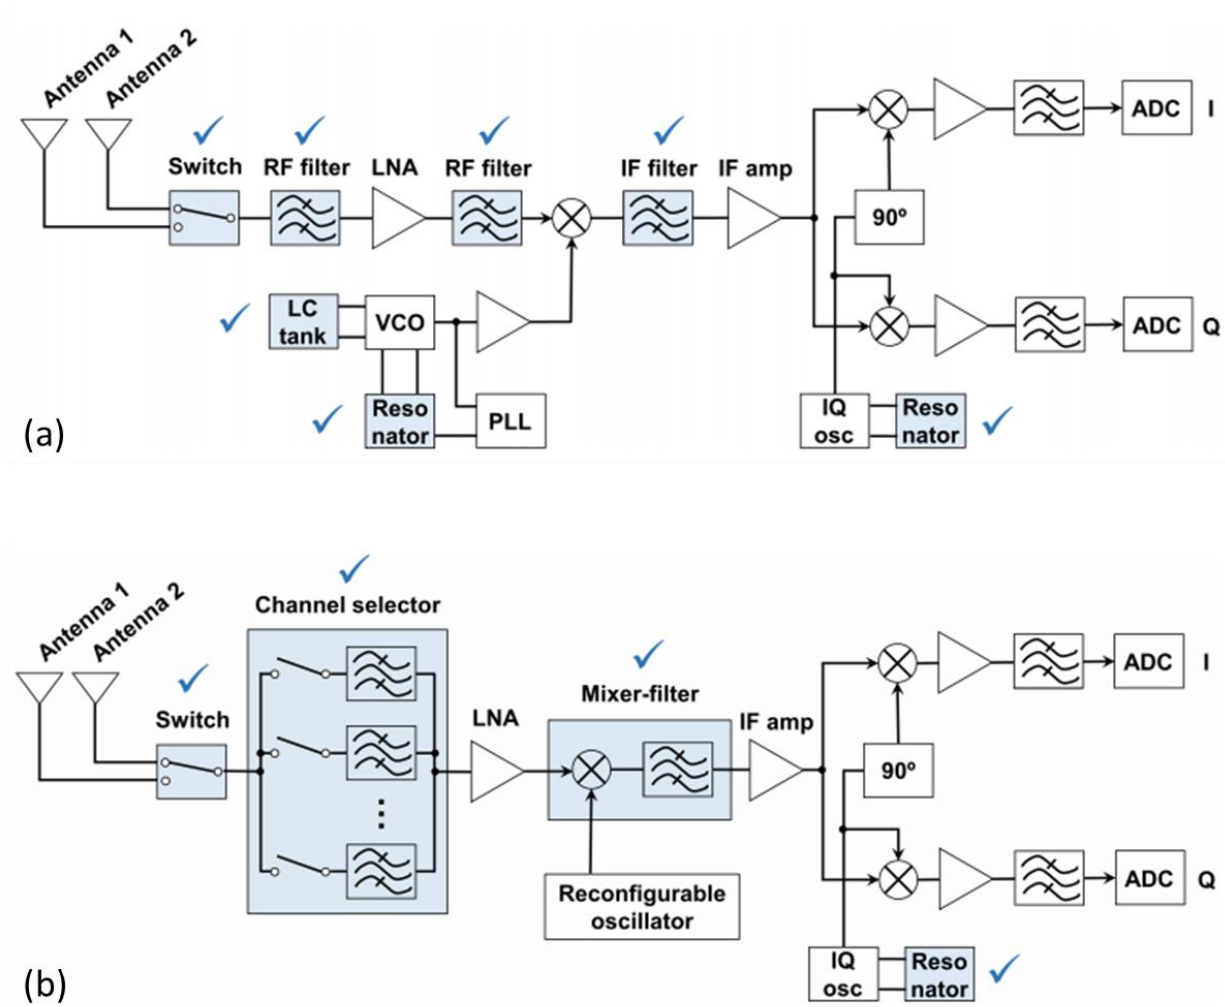 Antenna 1
Antenna 2
Switch
RF filter
LNA
RF filter
IF filter
IF amp
ADC
I
90º
LC
tank
VCO
ADC
Q
Reso
nator
PLL
IQ
osc
Reso
nator
(a)
Antenna 1
Antenna 2
Channel selector
Switch
LNA
Mixer-filter
IF amp
ADC
I
90º
Reconfigurable
oscillator
ADC
Q
IQ
osc
Reso
nator
(b)